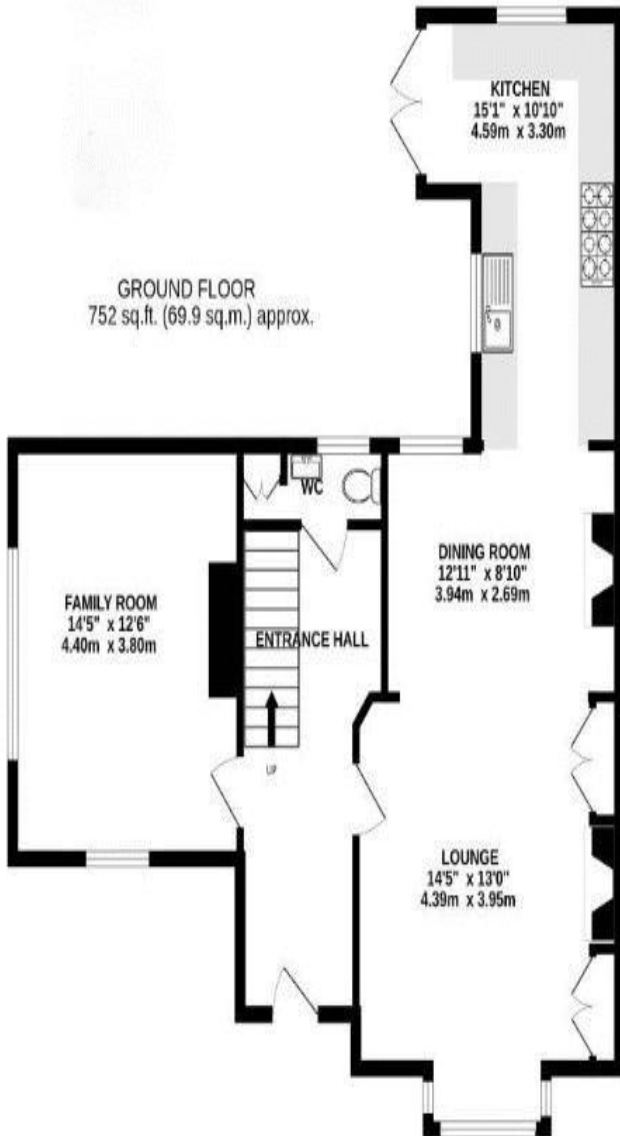 KITCHEN
15'1" x 10'10"
4.59m x 3.30m
GROUND FLOOR
752 sq.ft. (69.9 sq.m.) approx.
WC
DINING ROOM
12'11" x 8'10"
3.94m x 2.69m
FAMILY ROOM
14'5" x 12'6"
4.40m x 3.80m
ENTRANCE HALL
UP
LOUNGE
14'5" x 13'0"
4.39m x 3.95m